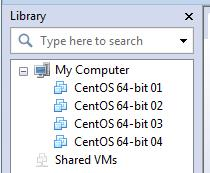 Library
Type here to search
My Computer
CentOS 64-bit 01
CentOS 64-bit 02
CentOS 64-bit 03
CentOS 64-bit 04
Shared VMs